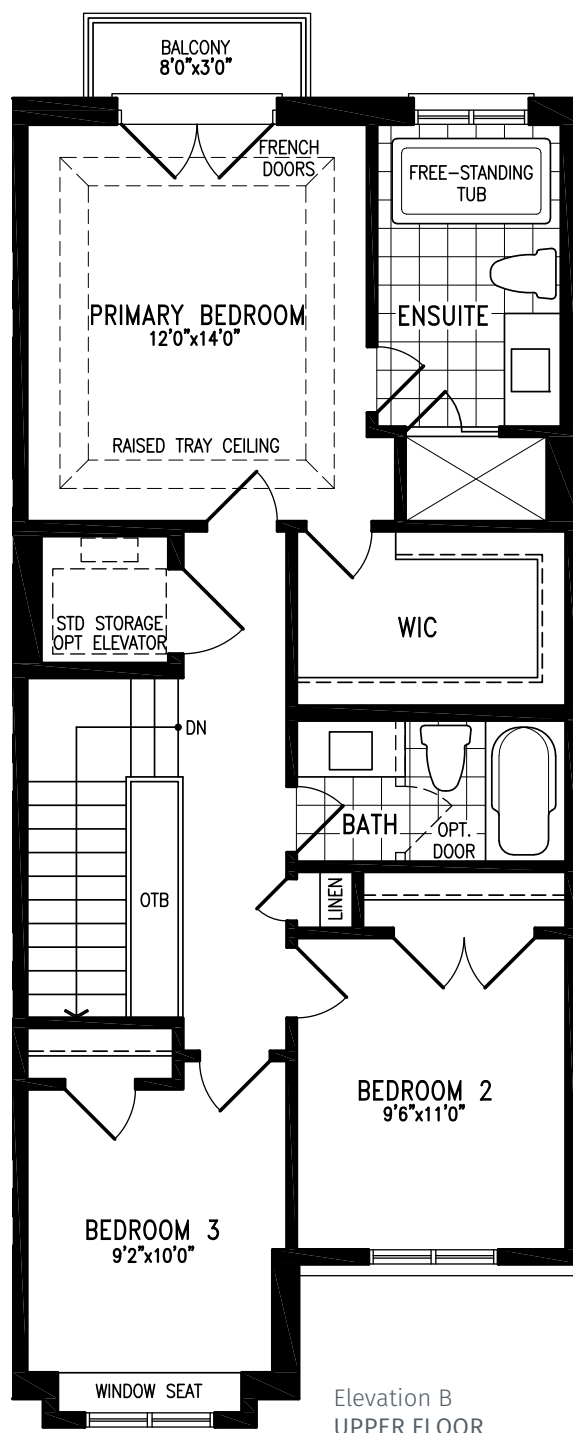 BALCONY
8'0"x3'0"
FRENCH
DOORS
FREE-STANDING
TUB
PRIMARY BEDROOM
12'0"x14'0"
ENSUITE
RAISED TRAY CEILING
STD STORAGE
OPT ELEVATOR
WIC
DN
BATH
OPT.
DOOR
OTB
LINEN
BEDROOM 2
9'6"x11'0"
BEDROOM 3
9'2"x10'0"
WINDOW SEAT
Elevation B
UPPER FLOOR